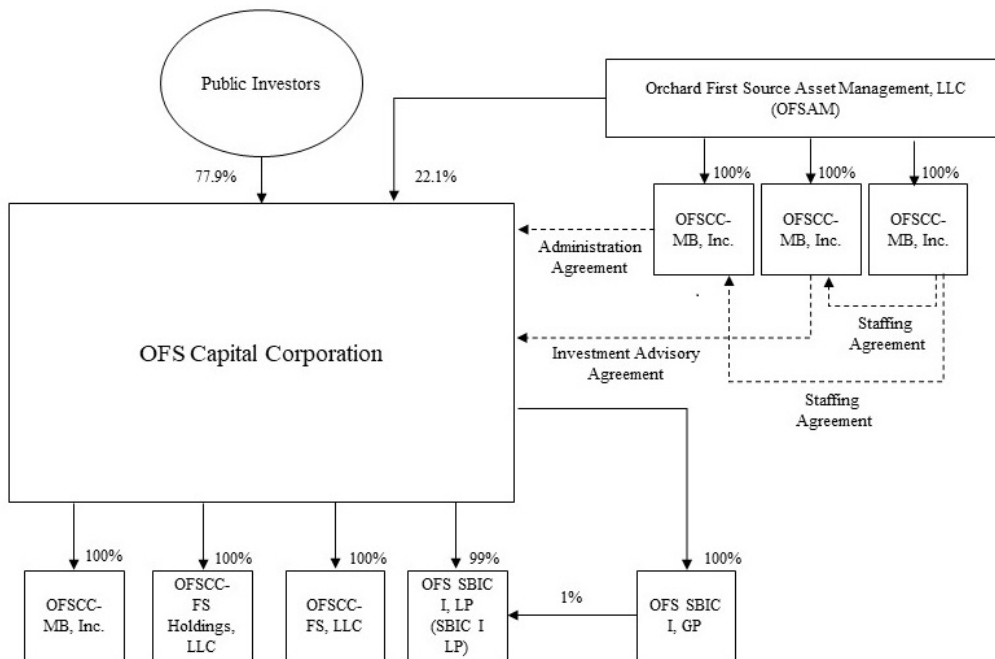 Public Investors
Orchard First Source Asset Management, LLC
(OFSAM)
77.9%
22.1%
100%
100%
100%
OFSCC-
MB, Inc.
OFSCC-
MB, Inc.
OFSCC-
MB, Inc.
Administration
Agreement
OFS Capital Corporation
Investment Advisory
Agreement
Staffing
Agreement
Staffing
Agreement
100%
100%
100%
99%
100%
OFSCC-
MB, Inc.
OFSCC-
FS
Holdings,
LLC
OFSCC-
FS, LLC
OFS SBIC
I, LP
(SBIC I
LP)
1%
OFS SBIC
I, GP